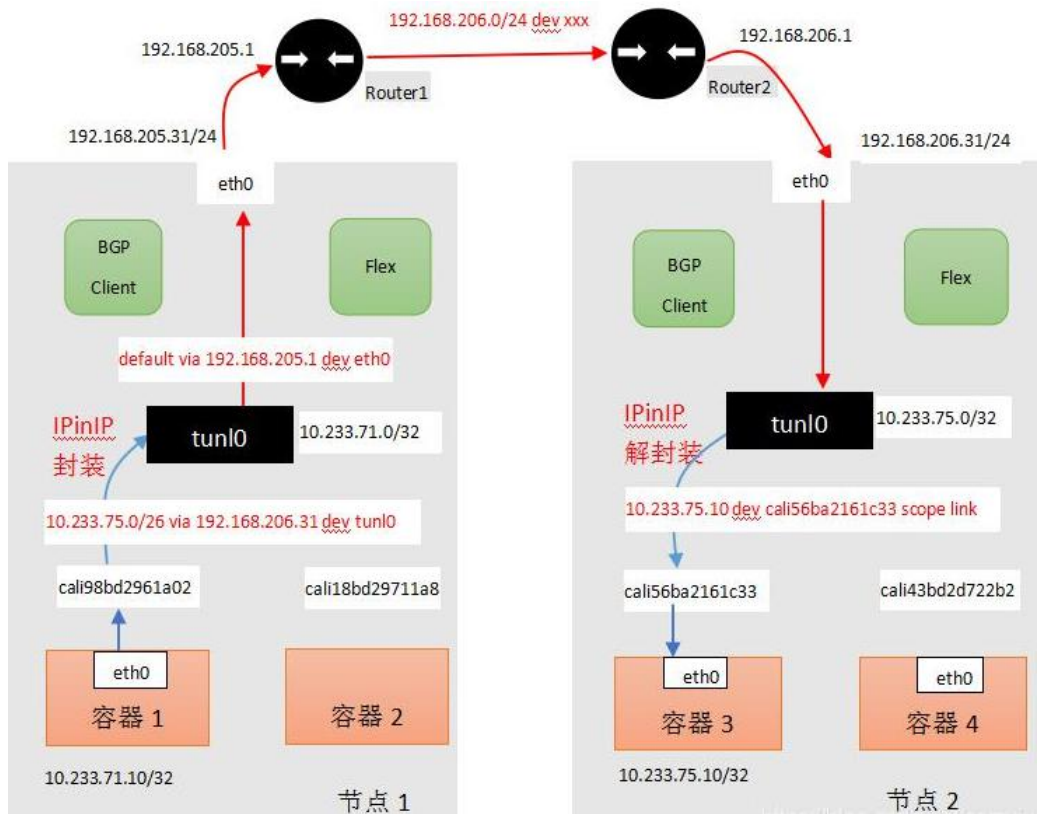 192.168.206.0/24 dev xxx
192.168.205.1
192.168.206.1
Router1
Router2
192.168.205.31/24
192.168.206.31/24
eth0
eth0
BGP
Client
Flex
BGP
Client
Flex
default via 192.168.205.1 dev eth0
IPinIP
封装
tunl0
10.233.71.0/32
IPinIP
解封装
tunl0
10.233.75.0/32
10.233.75.0/26 via 192.168.206.31 dev tunl0
10.233.75.10 dev cali56ba2161c33 scope link
cali98bd2961a02
cali18bd29711a8
cali56ba2161c33
cali43bd2d722b2
eth0
容器 1
容器 2
eth0
容器 3
eth0
容器 4
10.233.71.10/32
10.233.75.10/32
节点 1
节点 2